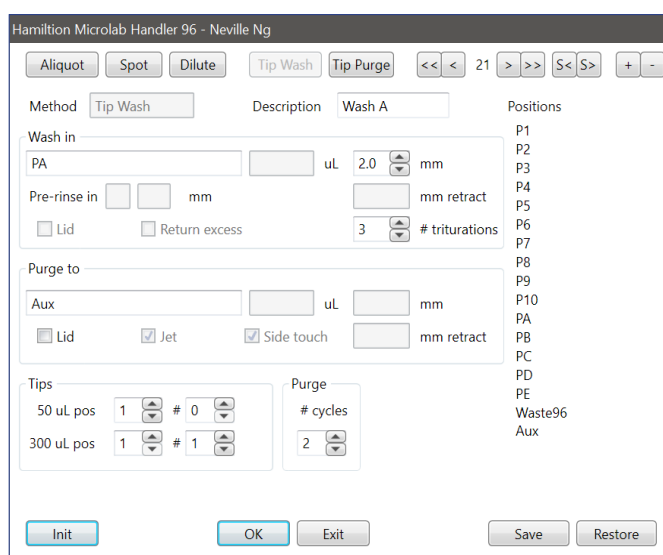 Hamiltion Microlab Handler 96 - Neville Ng
Aliquot Spot Dilute Tip Wash Tip Purge << < 21 > >> S< S> + -
Method Tip Wash Description Wash A Positions
Wash in
PA uL 2.0 mm
Pre-rinse in mm mm retract
Lid Return excess 3 # triturations
Purge to
Aux uL mm
Lid Jet Side touch mm retract
Tips
50 uL pos 1 # 0
300 uL pos 1 # 1
Purge
# cycles
2
P1
P2
P3
P4
P5
P6
P7
P8
P9
P10
PA
PB
PC
PD
PE
Waste96
Aux
Init OK Exit Save Restore